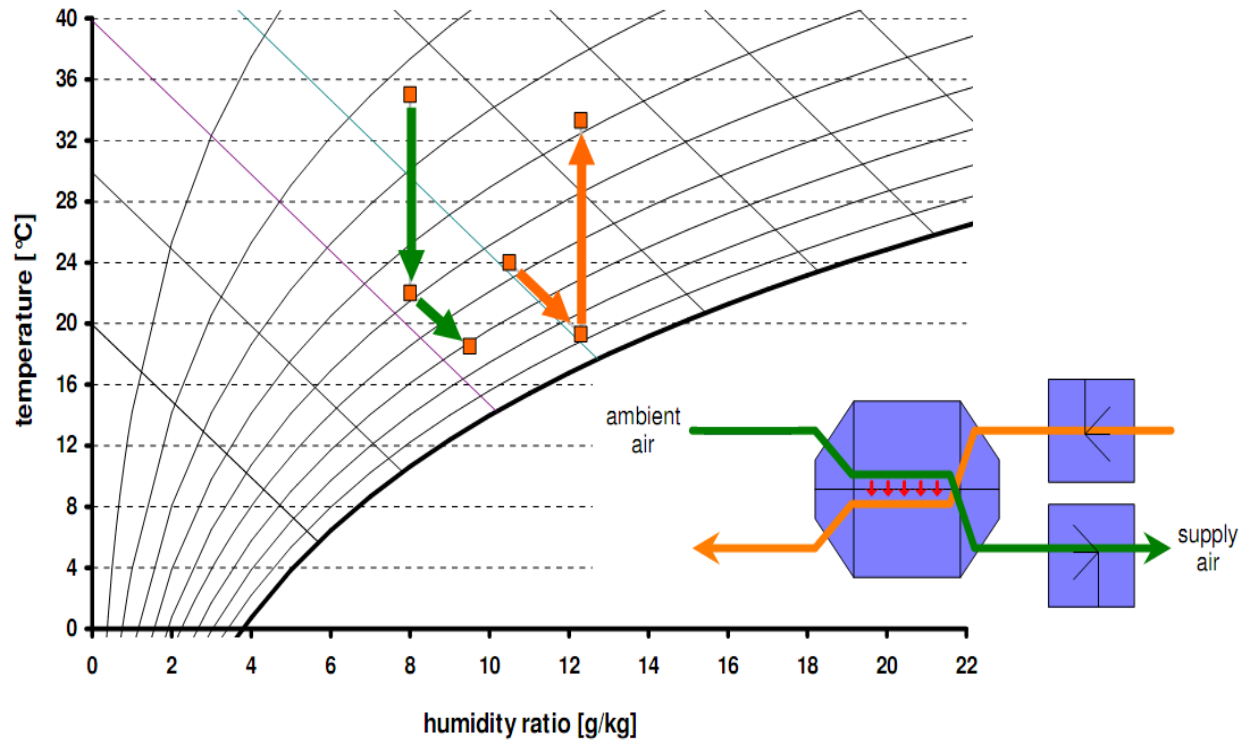 40
36
32
28
24
20
16
12
8
4
0
temperature [°C]
0 2 4 6 8 10 12 14 16 18 20 22
humidity ratio [g/kg]
ambient
air
supply
air